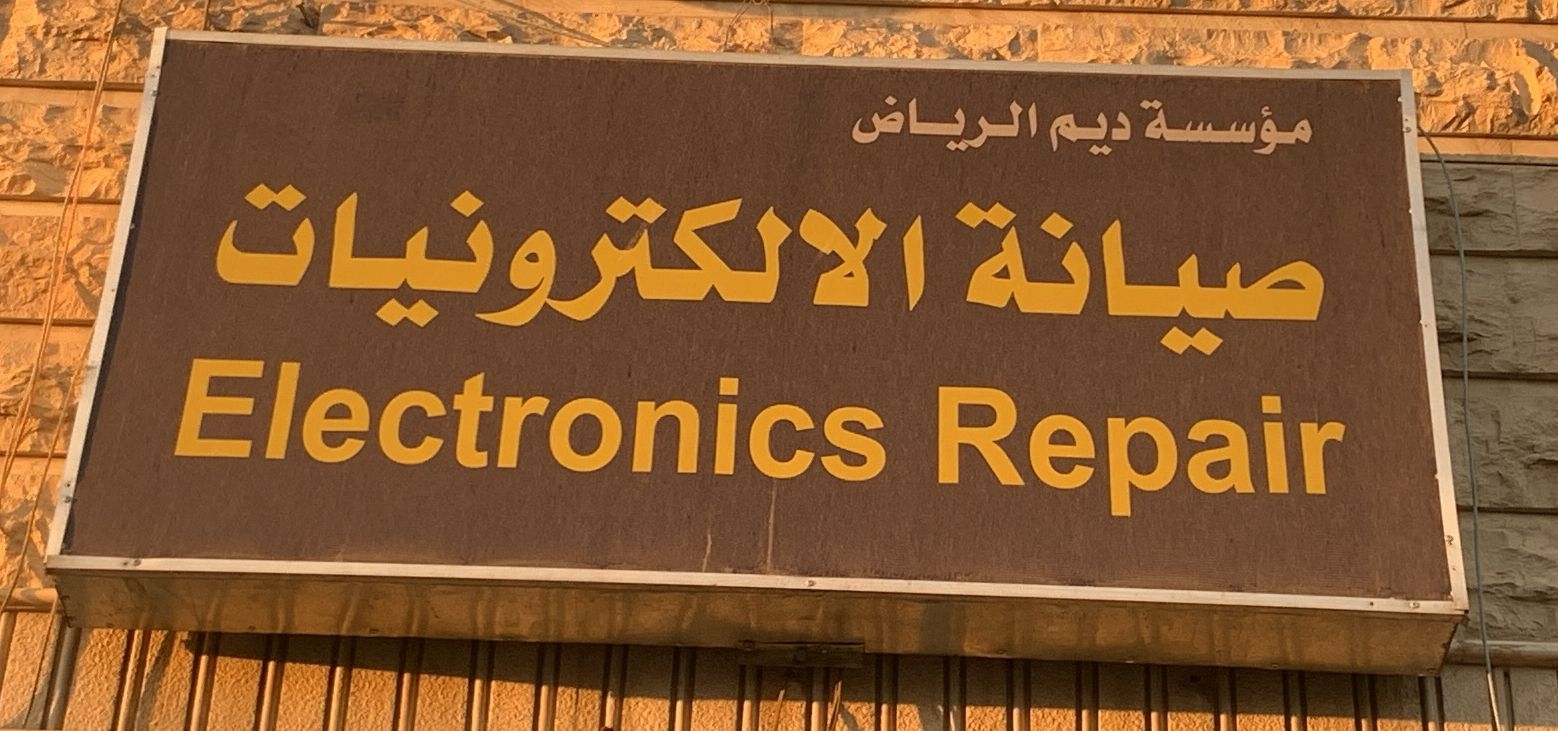 مؤسسة ديم الرياض
صيانة الالكترونيات
Electronics Repair